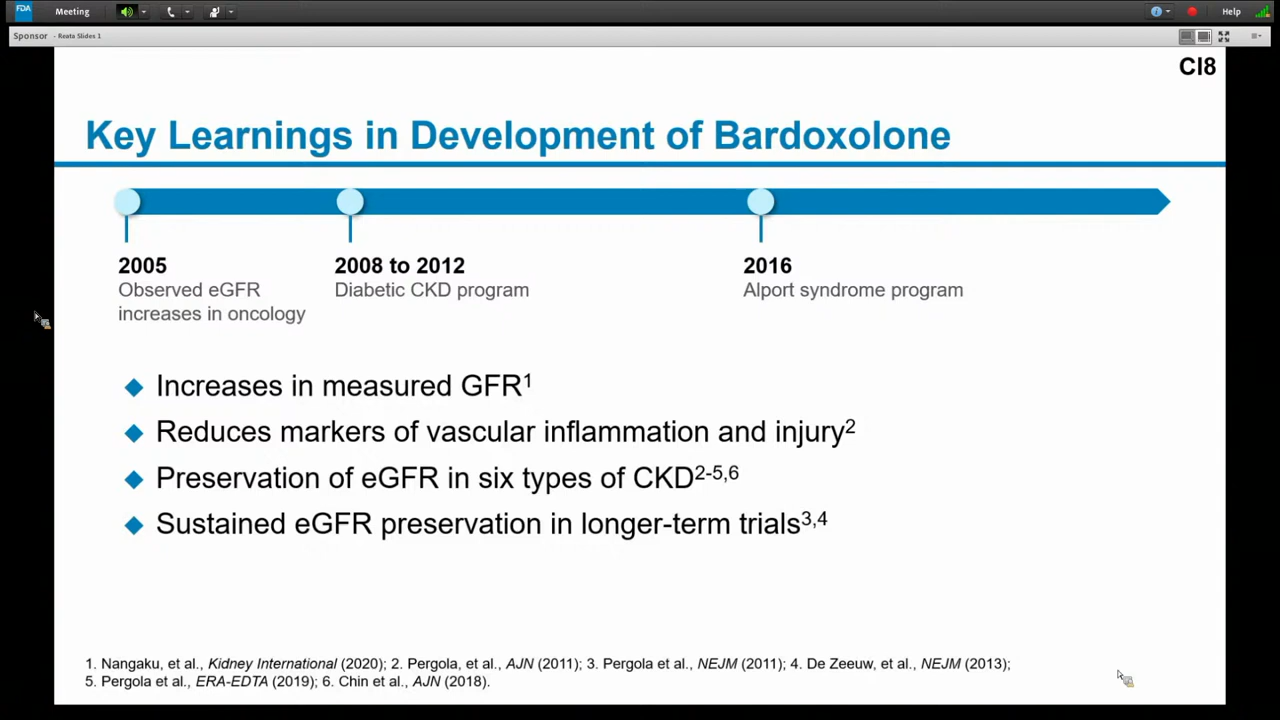 FDA
Meeting
Help
Sponsor - Reata Slides 1
CI8
Key Learnings in Development of Bardoxolone
2005
Observed eGFR
increases in oncology
2008 to 2012
Diabetic CKD program
2016
Alport syndrome program
Increases in measured GFR1
Reduces markers of vascular inflammation and injury2
Preservation of eGFR in six types of CKD2-5,6
Sustained eGFR preservation in longer-term trials3,4
1. Nangaku, et al., Kidney International (2020); 2. Pergola, et al., AJN (2011); 3. Pergola et al., NEJM (2011); 4. De Zeeuw, et al., NEJM (2013);
5. Pergola et al., ERA-EDTA (2019); 6. Chin et al., AJN (2018).